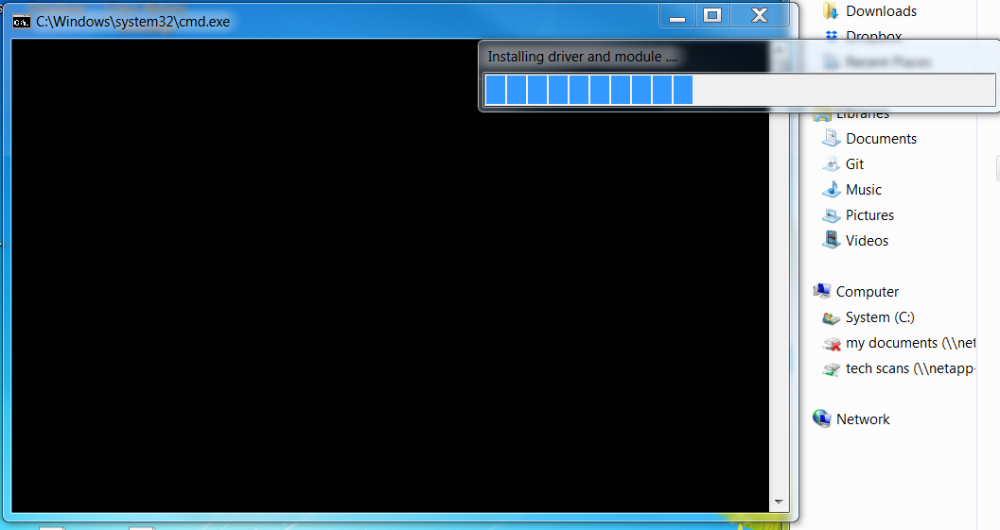 C:\Windows\system32\cmd.exe
Downloads
Dropbox
Installing driver and module ....
Recent Places
Libraries
Documents
Git
Music
Pictures
Videos
Computer
System (C:)
my documents (\\net
tech scans (\\netapp-
Network